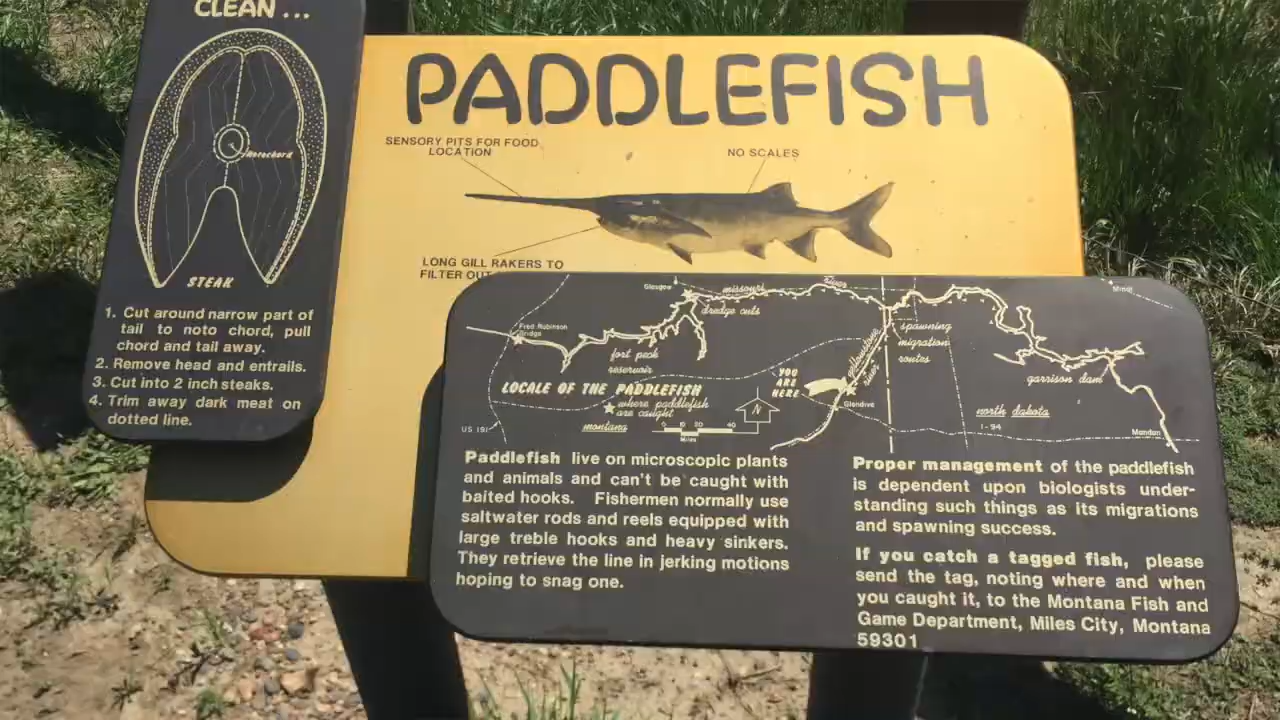 CLEAN ...
Notochord
STEAK
1. Cut around narrow part of
tail to noto chord, pull
chord and tail away.
2. Remove head and entrails.
3. Cut into 2 inch steaks.
4. Trim away dark meat on
dotted line.
PADDLEFISH
SENSORY PITS FOR FOOD
LOCATION
NO SCALES
LONG GILL RAKERS TO
FILTER OUT
Glasgow
missouri
river
Minot
dredge cuts
Fred Robinson
Bridge
fort peck
reservoir
yellowstone
river
spawning
migration
routes
garrison dam
LOCALE OF THE PADDLEFISH
where paddlefish
are caught
YOU
ARE
HERE
Glendive
N
montana
0 10 20 40
Miles
US 191
north dakota
I-94
Mandan
Paddlefish live on microscopic plants
and animals and can't be caught with
baited hooks. Fishermen normally use
saltwater rods and reels equipped with
large treble hooks and heavy sinkers.
They retrieve the line in jerking motions
hoping to snag one.
Proper management of the paddlefish
is dependent upon biologists under-
standing such things as its migrations
and spawning success.
If you catch a tagged fish, please
send the tag, noting where and when
you caught it, to the Montana Fish and
Game Department, Miles City, Montana
59301